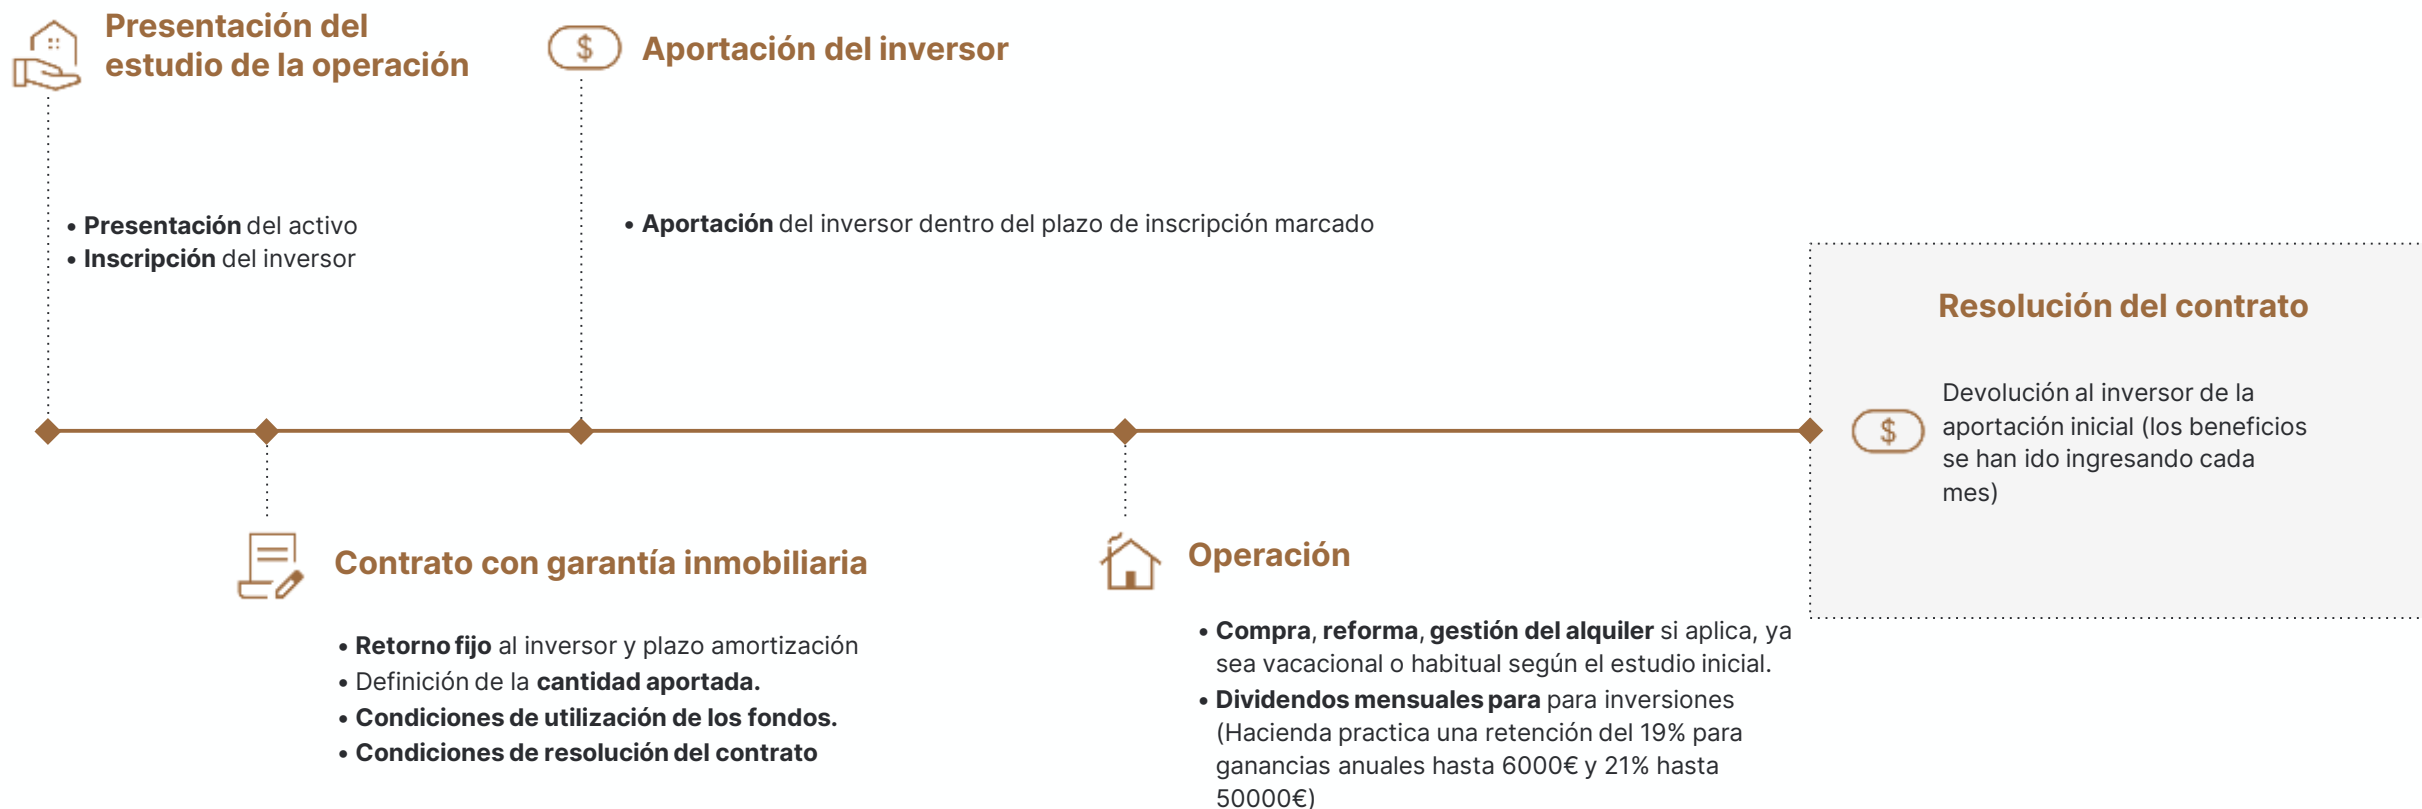 Presentación del
estudio de la operación
• Presentación del activo
• Inscripción del inversor
$
Aportación del inversor
• Aportación del inversor dentro del plazo de inscripción marcado
Contrato con garantía inmobiliaria
• Retorno fijo al inversor y plazo amortización
• Definición de la cantidad aportada.
• Condiciones de utilización de los fondos.
• Condiciones de resolución del contrato
Operación
• Compra, reforma, gestión del alquiler si aplica, ya
sea vacacional o habitual según el estudio inicial.
• Dividendos mensuales para para inversiones
(Hacienda practica una retención del 19% para
ganancias anuales hasta 6000€ y 21% hasta
50000€)
Resolución del contrato
$
Devolución al inversor de la
aportación inicial (los beneficios
se han ido ingresando cada
mes)